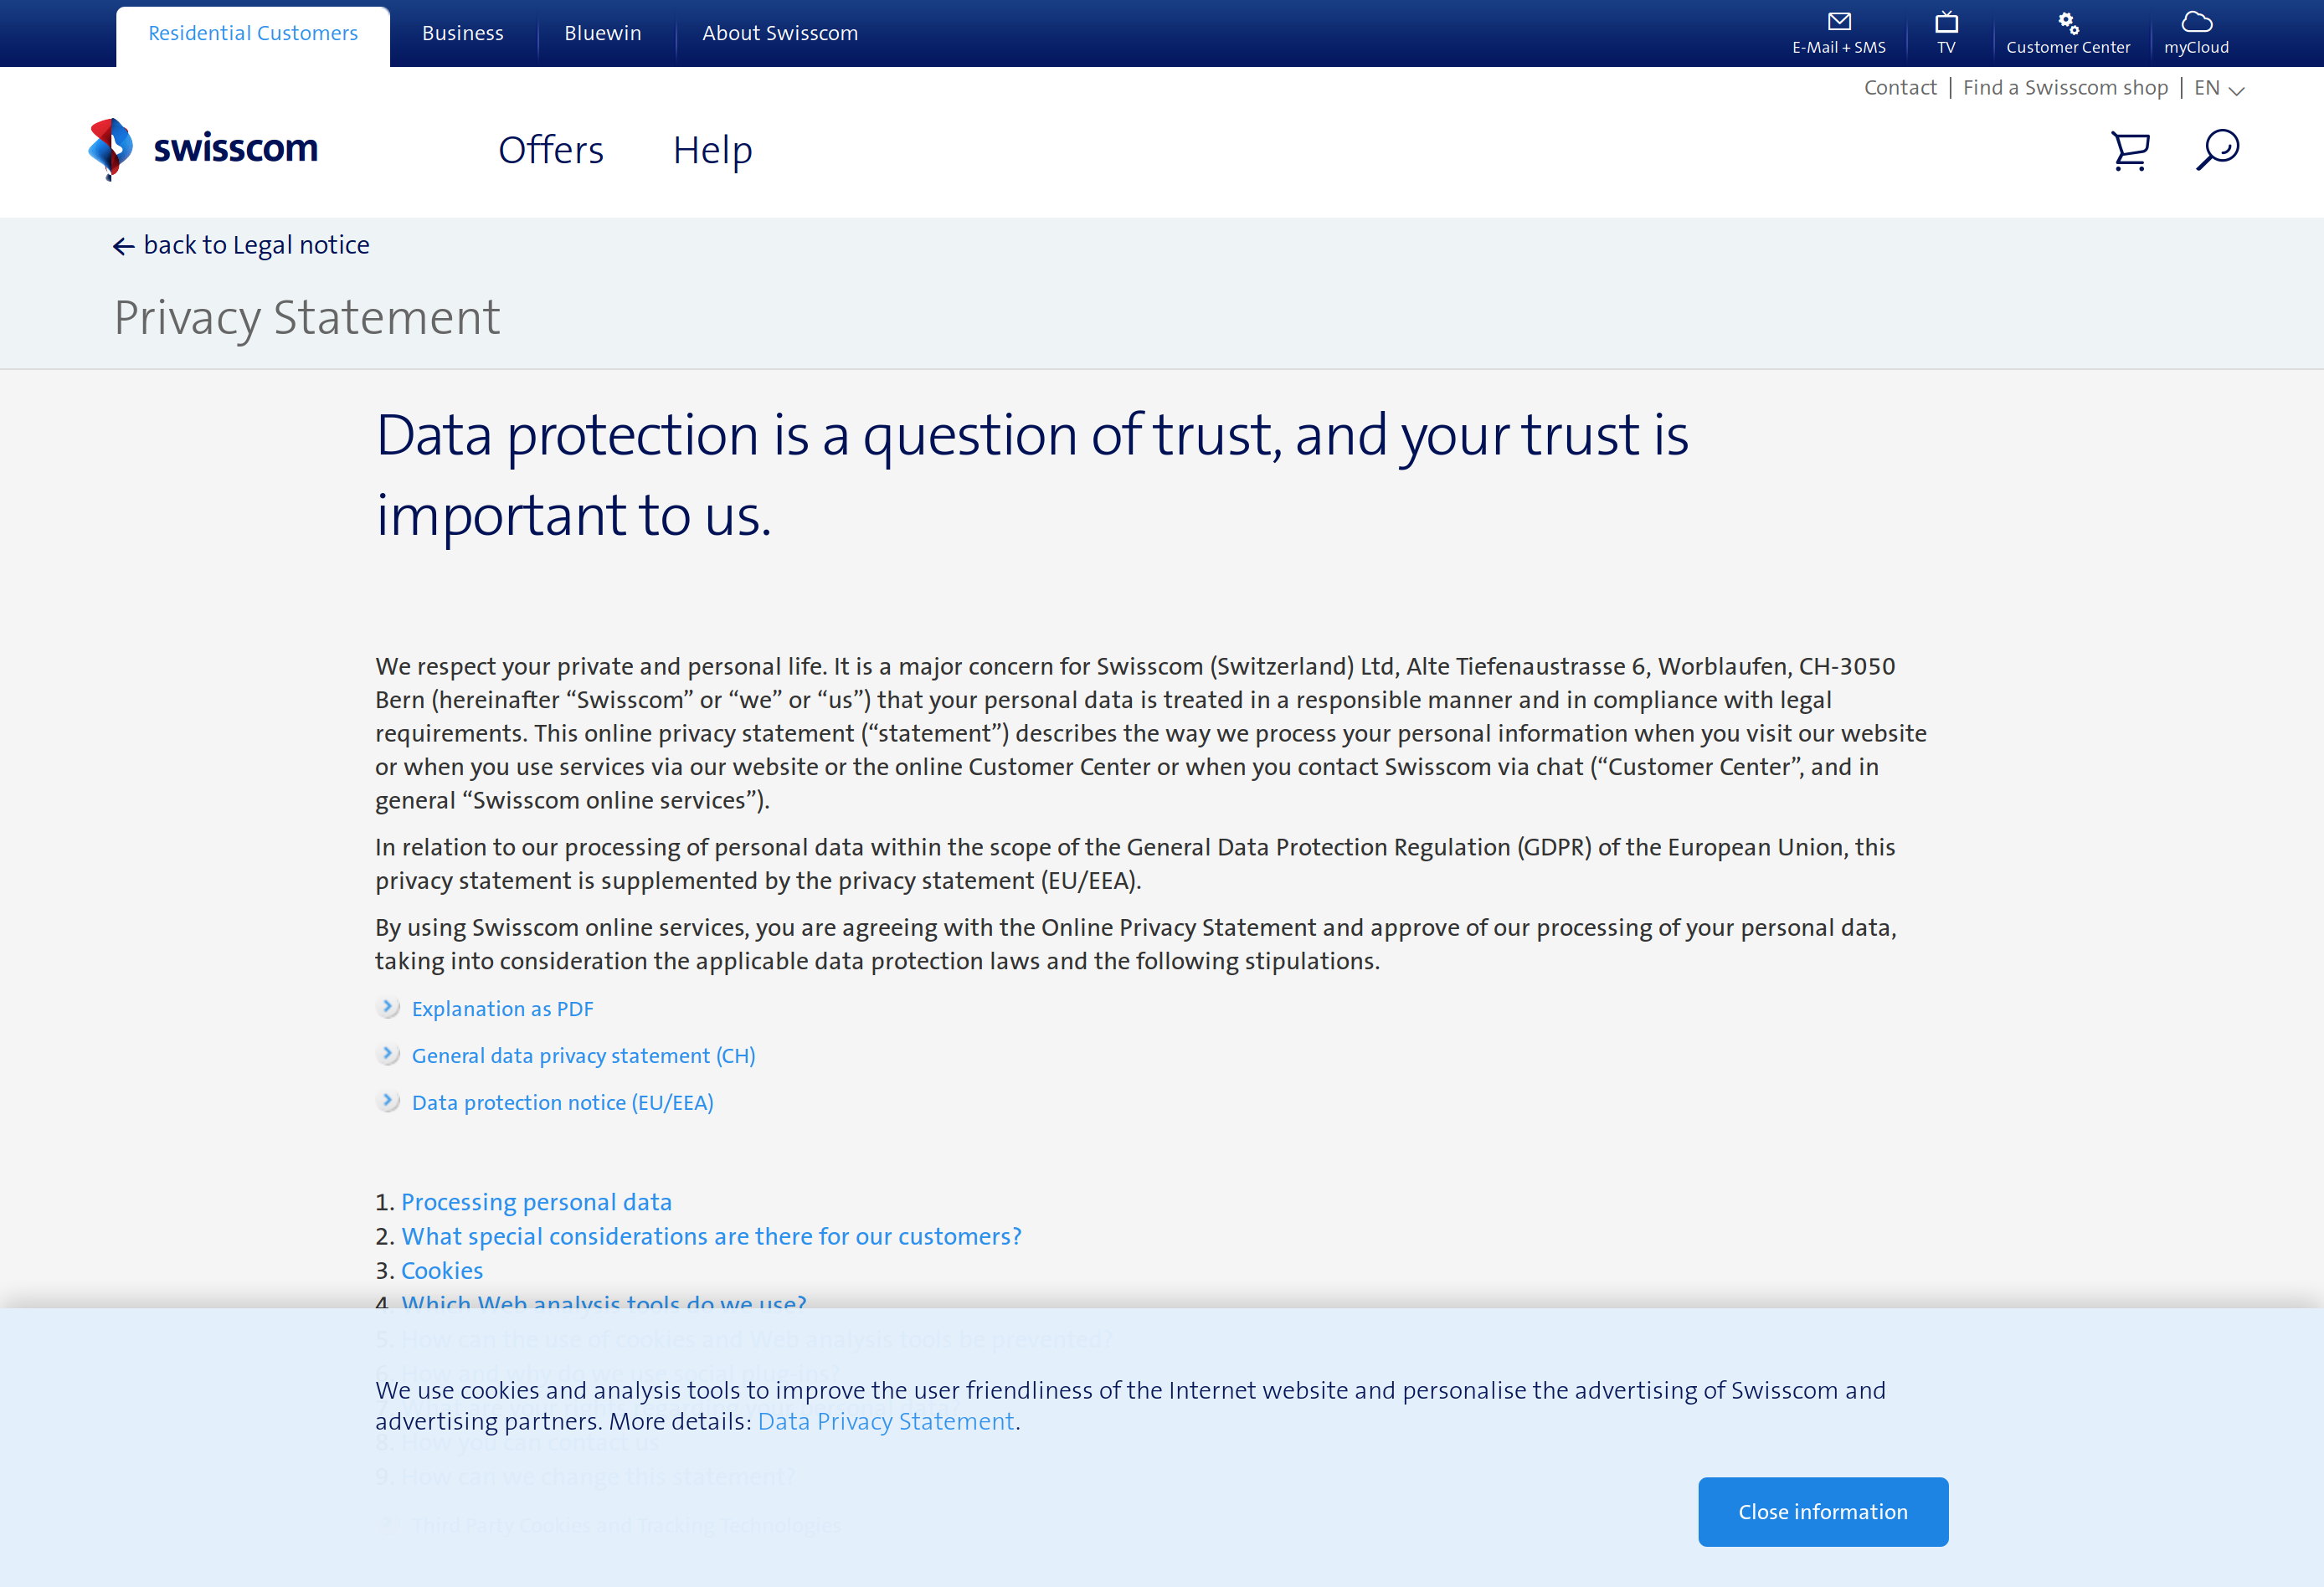 Residential Customers
Business
Bluewin
About Swisscom
E-Mail + SMS
TV
Customer Center
myCloud
Contact
Find a Swisscom shop
EN
swisscom
Offers
Help
back to Legal notice
Privacy Statement
Data protection is a question of trust, and your trust is
important to us.
We respect your private and personal life. It is a major concern for Swisscom (Switzerland) Ltd, Alte Tiefenaustrasse 6, Worblaufen, CH-3050
Bern (hereinafter “Swisscom” or “we” or “us”) that your personal data is treated in a responsible manner and in compliance with legal
requirements. This online privacy statement (“statement”) describes the way we process your personal information when you visit our website
or when you use services via our website or the online Customer Center or when you contact Swisscom via chat (“Customer Center”, and in
general “Swisscom online services”).
In relation to our processing of personal data within the scope of the General Data Protection Regulation (GDPR) of the European Union, this
privacy statement is supplemented by the privacy statement (EU/EEA).
By using Swisscom online services, you are agreeing with the Online Privacy Statement and approve of our processing of your personal data,
taking into consideration the applicable data protection laws and the following stipulations.
Explanation as PDF
General data privacy statement (CH)
Data protection notice (EU/EEA)
1. Processing personal data
2. What special considerations are there for our customers?
3. Cookies
4. Which Web analysis tools do we use?
5. How can the use of cookies and Web analysis tools be prevented?
6. How and why do we use social plug-ins?
We use cookies and analysis tools to improve the user friendliness of the Internet website and personalise the advertising of Swisscom and
7. What are your rights regarding your personal data?
advertising partners. More details: Data Privacy Statement.
8. How you can contact us
9. How can we change this statement?
Close information
Third Party Cookies and Tracking Technologies